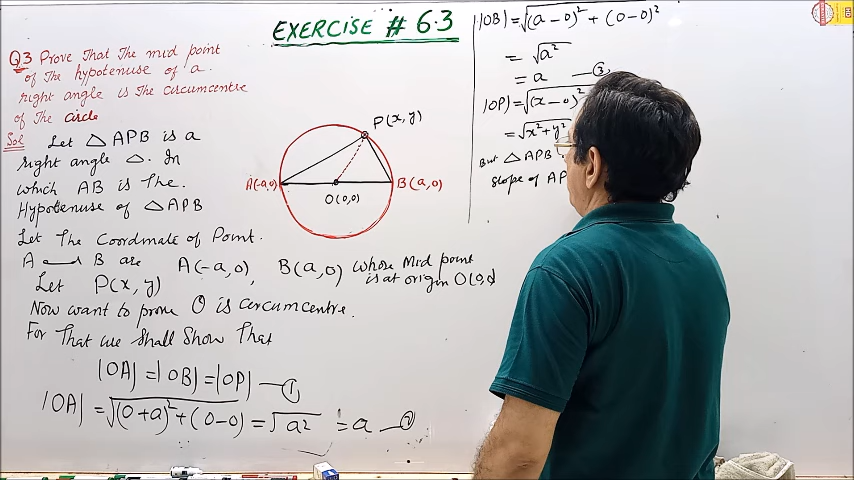 EXERCISE # 6.3
Q3 Prove That The mid point
of The hypotenuse of a
right angle is The circumcentre
of The circle
Sol Let △ APB is a
right angle △. In
which AB is The.
Hypotenuse of △APB
Let The Coordinate of Point.
A and B are A(-a,0), B(a,0) whose Mid point
is at origin O(0,0)
Let P(x,y)
Now want to prove O is circumcentre.
For That we Shall Show That
|OA| = |OB| = |OP| — ①
|OA| = √(0+a)²+(0-0) = √a² = a — ②
P(x,y)
A(-a,0)
B(a,0)
O(0,0)
|OB| = √(a-0)² + (0-0)²
= √a²
= a — ③
|OP| = √(x-0)²
= √x²+y²
But △ APB
slope of AP